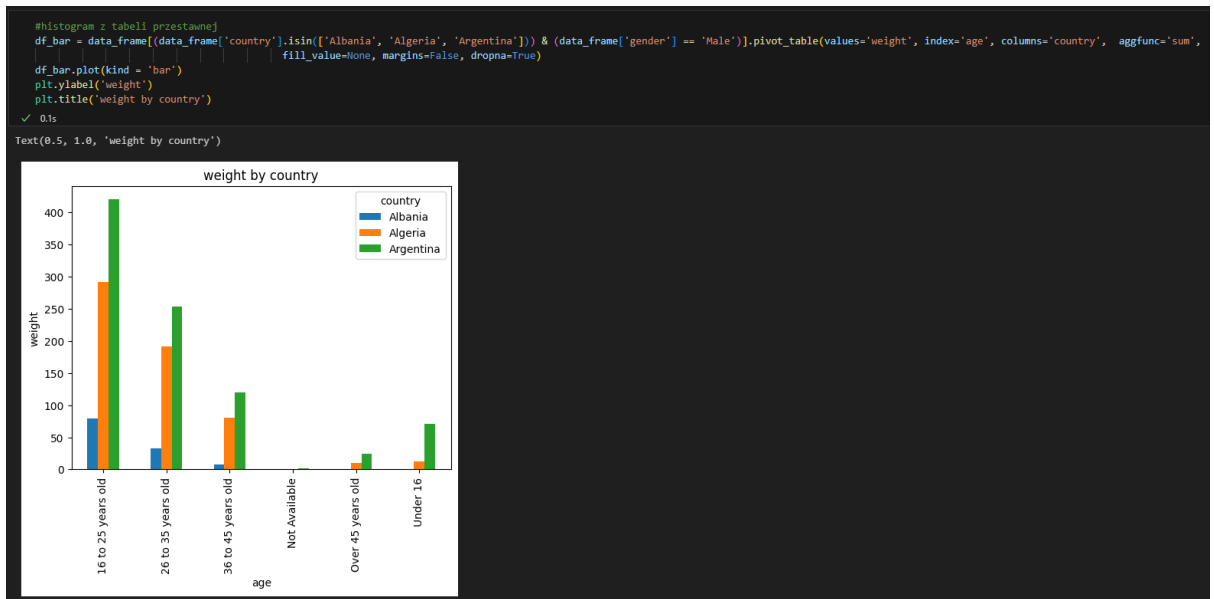 #histogram z tabeli przestawnej
df_bar = data_frame[(data_frame['country'].isin(['Albania', 'Algeria', 'Argentina'])) & (data_frame['gender'] == 'Male')].pivot_table(values='weight', index='age', columns='country',  aggfunc='sum',
fill_value=None, margins=False, dropna=True)
df_bar.plot(kind = 'bar')
plt.ylabel('weight')
plt.title('weight by country')
0.1s
Text(0.5, 1.0, 'weight by country')
weight by country
country
Albania
Algeria
Argentina
400
350
300
250
200
150
100
50
0
weight
16 to 25 years old
26 to 35 years old
36 to 45 years old
Not Available
Over 45 years old
Under 16
age